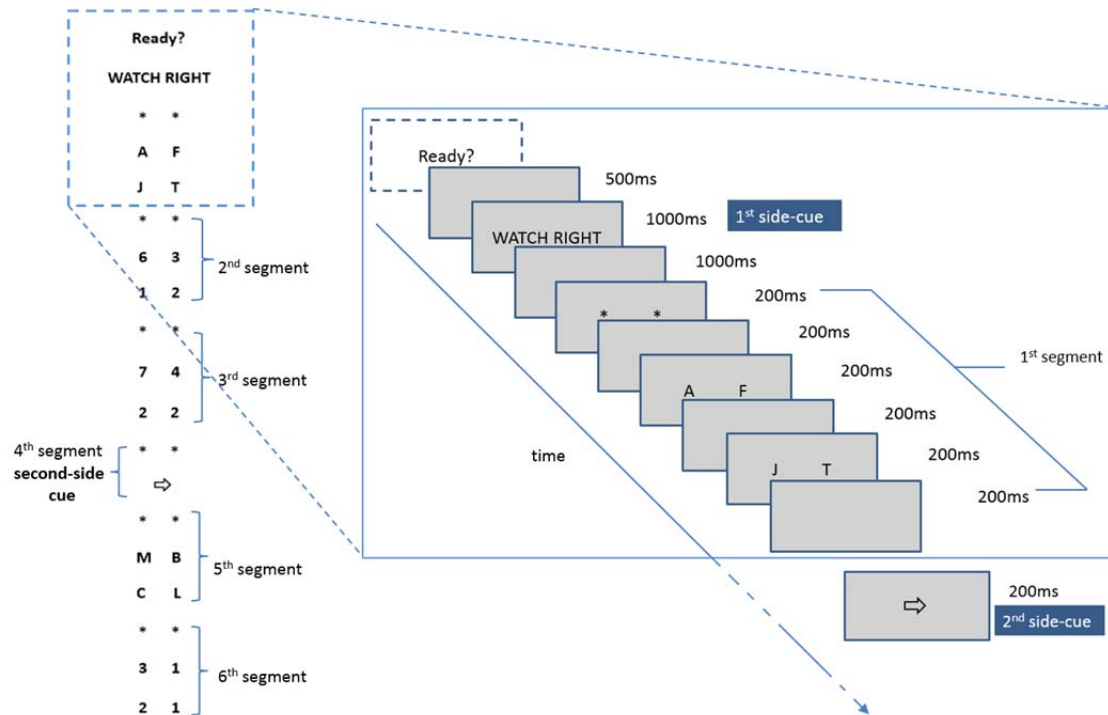 Ready?
WATCH RIGHT
* *
A F
J T
* *
6 3
1 2
2nd segment
* *
7 4
2 2
3rd segment
4th segment
second-side
cue
* *
⇨
* *
M B
C L
5th segment
* *
3 1
2 1
6th segment
Ready?
500ms
WATCH RIGHT
1000ms
1st side-cue
1000ms
* *
200ms
200ms
A F
200ms
200ms
J T
200ms
200ms
1st segment
time
⇨
200ms
2nd side-cue